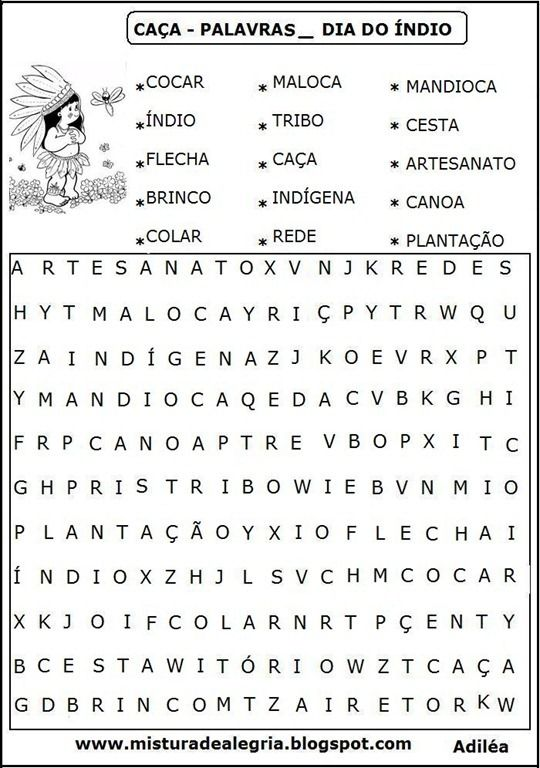 CAÇA - PALAVRAS_ DIA DO ÍNDIO
*COCAR * MALOCA * MANDIOCA
*ÍNDIO * TRIBO * CESTA
*FLECHA * CAÇA * ARTESANATO
*BRINCO * INDÍGENA * CANOA
*COLAR * REDE * PLANTAÇÃO
A R T E S A N A T O X V N J K R E D E S
H Y T M A L O C A Y R I Ç P Y T R W Q U
Z A I N D Í G E N A Z J K O E V R X P T
Y M A N D I O C A Q E D A C V B K G H I
F R P C A N O A P T R E V B O P X I T C
G H P R I S T R I B O W I E B V N M I O
P L A N T A Ç Ã O Y X I O F L E C H A I
Í N D I O X Z H J L S V C H M C O C A R
X K J O I F C O L A R N R T P Ç E N T Y
B C E S T A W I T Ó R I O W Z T C A Ç A
G D B R I N C O M T Z A I R E T O R K W
www.misturadealegria.blogspot.com Adiléa